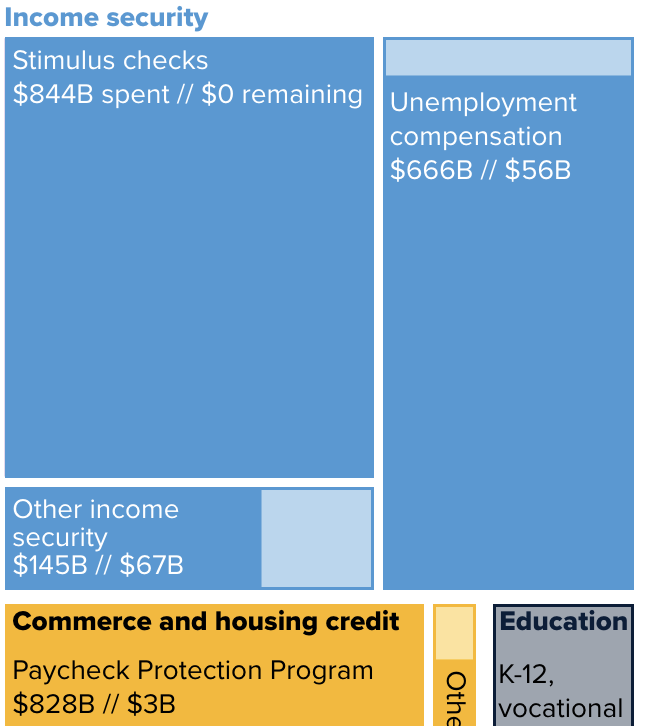 Income security
Stimulus checks
$844B spent // $0 remaining
Unemployment
compensation
$666B // $56B
Other income
security
$145B // $67B
Commerce and housing credit
Paycheck Protection Program
$828B // $3B
Othe
Education
K-12,
vocational